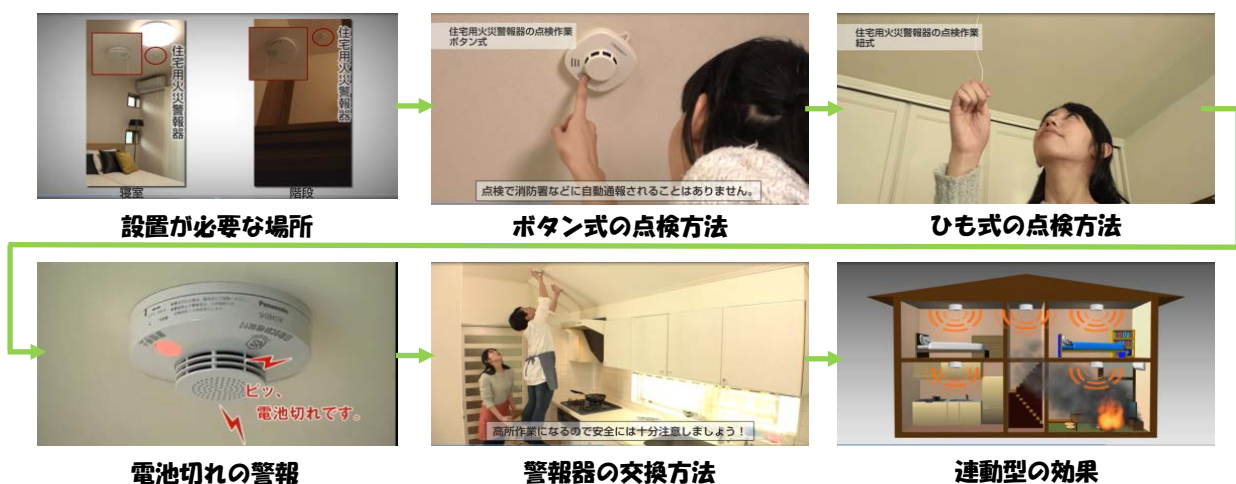 住宅用火災警報器
寝室
住宅用火災警報器
階段
設置が必要な場所
住宅用火災警報器の点検作業
ボタン式
点検で消防署などに自動通報されることはありません。
ボタン式の点検方法
住宅用火災警報器の点検作業
紐式
ひも式の点検方法
Panasonic
ピッ、
電池切れです。
電池切れの警報
高所作業になるので安全には十分注意しましょう！
警報器の交換方法
連動型の効果